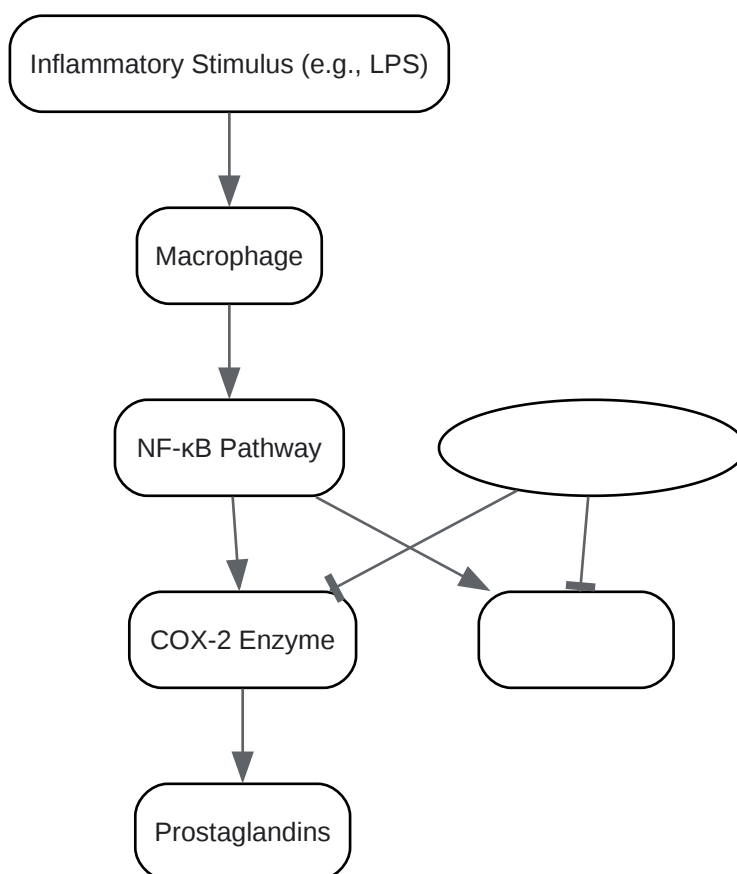 Inflammatory Stimulus (e.g., LPS)
Macrophage
NF-κB Pathway
COX-2 Enzyme
Prostaglandins